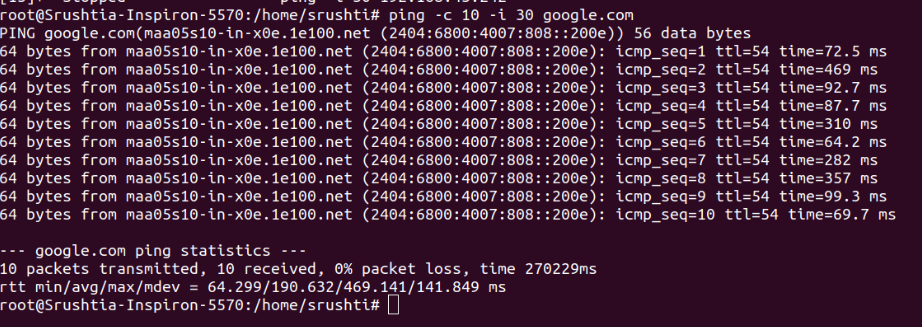 root@Srushtia-Inspiron-5570:/home/srushti# ping -c 10 -i 30 google.com
PING google.com(maa05s10-in-x0e.1e100.net (2404:6800:4007:808::200e)) 56 data bytes
64 bytes from maa05s10-in-x0e.1e100.net (2404:6800:4007:808::200e): icmp_seq=1 ttl=54 time=72.5 ms
64 bytes from maa05s10-in-x0e.1e100.net (2404:6800:4007:808::200e): icmp_seq=2 ttl=54 time=469 ms
64 bytes from maa05s10-in-x0e.1e100.net (2404:6800:4007:808::200e): icmp_seq=3 ttl=54 time=92.7 ms
64 bytes from maa05s10-in-x0e.1e100.net (2404:6800:4007:808::200e): icmp_seq=4 ttl=54 time=87.7 ms
64 bytes from maa05s10-in-x0e.1e100.net (2404:6800:4007:808::200e): icmp_seq=5 ttl=54 time=310 ms
64 bytes from maa05s10-in-x0e.1e100.net (2404:6800:4007:808::200e): icmp_seq=6 ttl=54 time=64.2 ms
64 bytes from maa05s10-in-x0e.1e100.net (2404:6800:4007:808::200e): icmp_seq=7 ttl=54 time=282 ms
64 bytes from maa05s10-in-x0e.1e100.net (2404:6800:4007:808::200e): icmp_seq=8 ttl=54 time=357 ms
64 bytes from maa05s10-in-x0e.1e100.net (2404:6800:4007:808::200e): icmp_seq=9 ttl=54 time=99.3 ms
64 bytes from maa05s10-in-x0e.1e100.net (2404:6800:4007:808::200e): icmp_seq=10 ttl=54 time=69.7 ms
--- google.com ping statistics ---
10 packets transmitted, 10 received, 0% packet loss, time 270229ms
rtt min/avg/max/mdev = 64.299/190.632/469.141/141.849 ms
root@Srushtia-Inspiron-5570:/home/srushti#